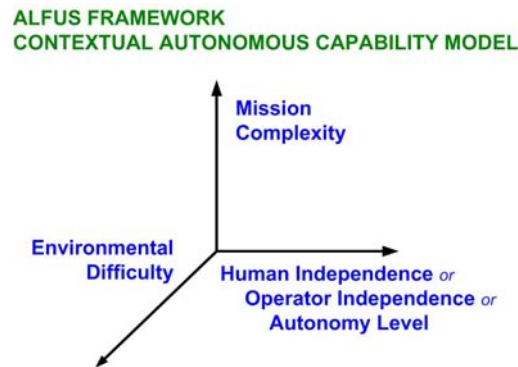 ALFUS FRAMEWORK
CONTEXTUAL AUTONOMOUS CAPABILITY MODEL
Mission
Complexity
Environmental
Difficulty
Human Independence or
Operator Independence or
Autonomy Level